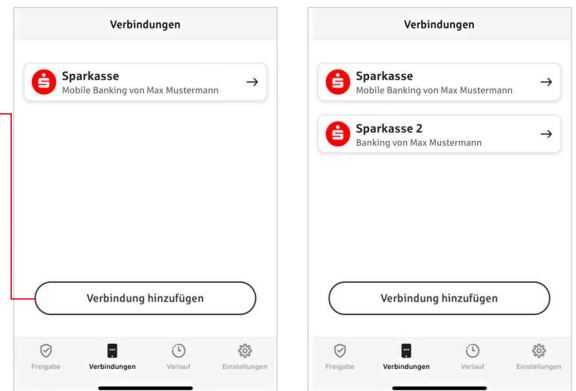 Verbindungen
Sparkasse
Mobile Banking von Max Mustermann
Verbindung hinzufügen
Freigabe
Verbindungen
Verlauf
Einstellungen
Verbindungen
Sparkasse
Mobile Banking von Max Mustermann
Sparkasse 2
Banking von Max Mustermann
Verbindung hinzufügen
Freigabe
Verbindungen
Verlauf
Einstellungen